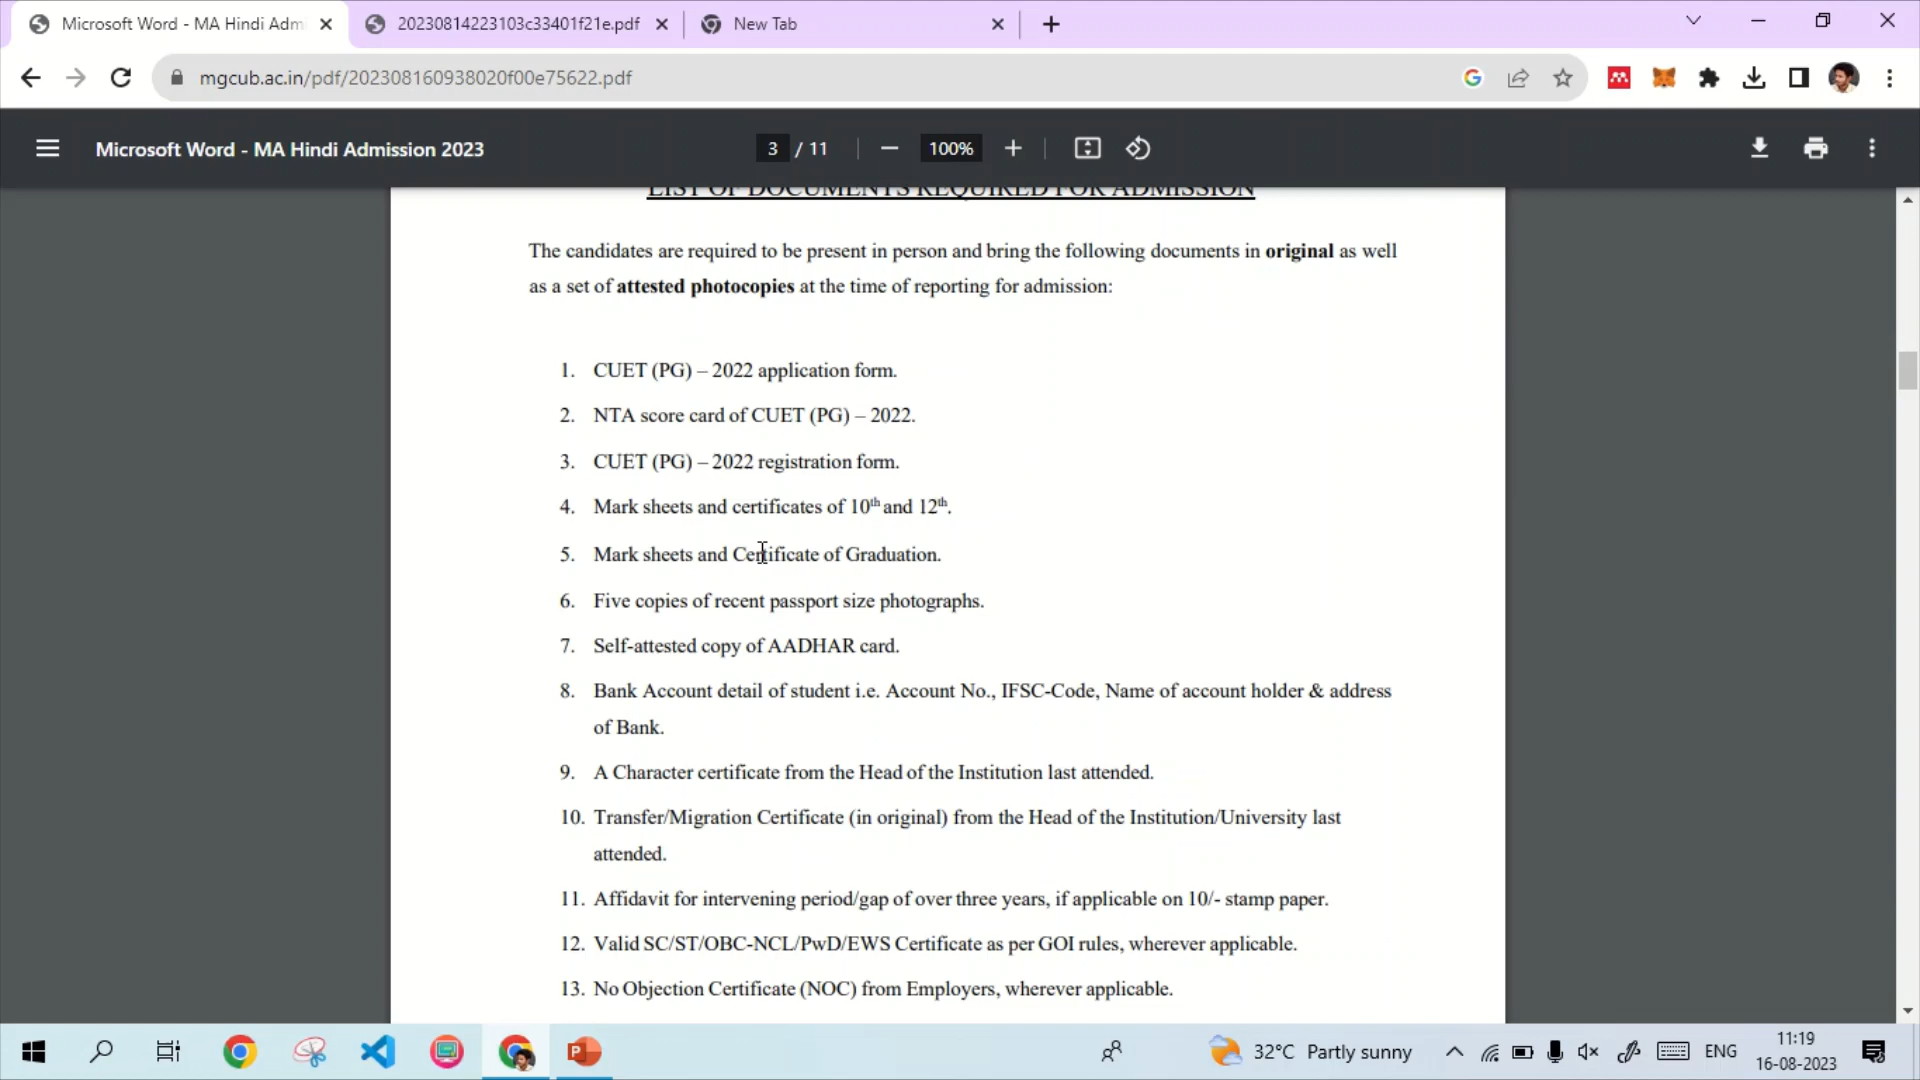 Microsoft Word - MA Hindi Adm
20230814223103c33401f21e.pdf
New Tab
mgcub.ac.in/pdf/202308160938020f00e75622.pdf
Microsoft Word - MA Hindi Admission 2023
3 / 11
100%
LIST OF DOCUMENTS REQUIRED FOR ADMISSION
The candidates are required to be present in person and bring the following documents in original as well
as a set of attested photocopies at the time of reporting for admission:
1. CUET (PG) – 2022 application form.
2. NTA score card of CUET (PG) – 2022.
3. CUET (PG) – 2022 registration form.
4. Mark sheets and certificates of 10th and 12th.
5. Mark sheets and Certificate of Graduation.
6. Five copies of recent passport size photographs.
7. Self-attested copy of AADHAR card.
8. Bank Account detail of student i.e. Account No., IFSC-Code, Name of account holder & address
of Bank.
9. A Character certificate from the Head of the Institution last attended.
10. Transfer/Migration Certificate (in original) from the Head of the Institution/University last
attended.
11. Affidavit for intervening period/gap of over three years, if applicable on 10/- stamp paper.
12. Valid SC/ST/OBC-NCL/PwD/EWS Certificate as per GOI rules, wherever applicable.
13. No Objection Certificate (NOC) from Employers, wherever applicable.
32°C Partly sunny
ENG
11:19
16-08-2023